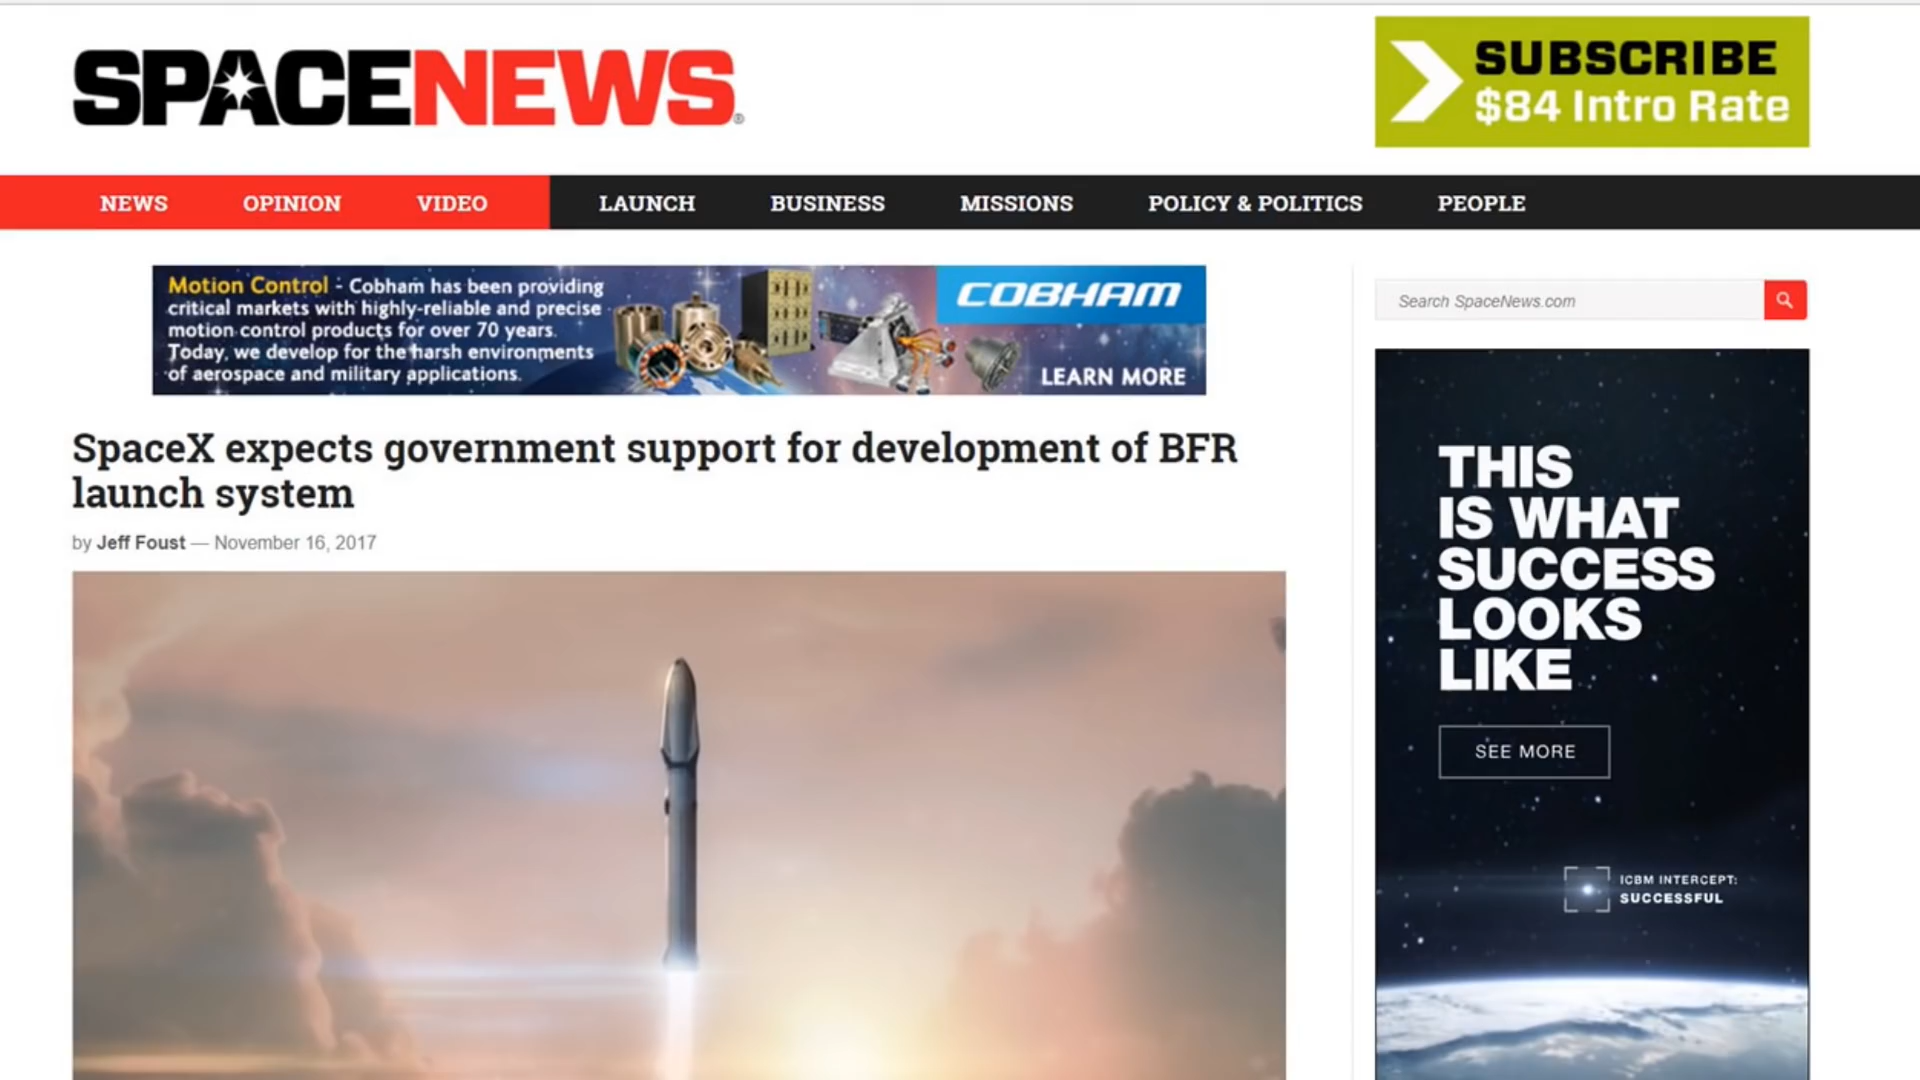 SPACENEWS®
SUBSCRIBE
$84 Intro Rate
NEWS OPINION VIDEO LAUNCH BUSINESS MISSIONS POLICY & POLITICS PEOPLE
Motion Control - Cobham has been providing
critical markets with highly-reliable and precise
motion control products for over 70 years.
Today, we develop for the harsh environments
of aerospace and military applications.
COBHAM
LEARN MORE
Search SpaceNews.com
SpaceX expects government support for development of BFR
launch system
by Jeff Foust — November 16, 2017
THIS
IS WHAT
SUCCESS
LOOKS
LIKE
SEE MORE
ICBM INTERCEPT:
SUCCESSFUL